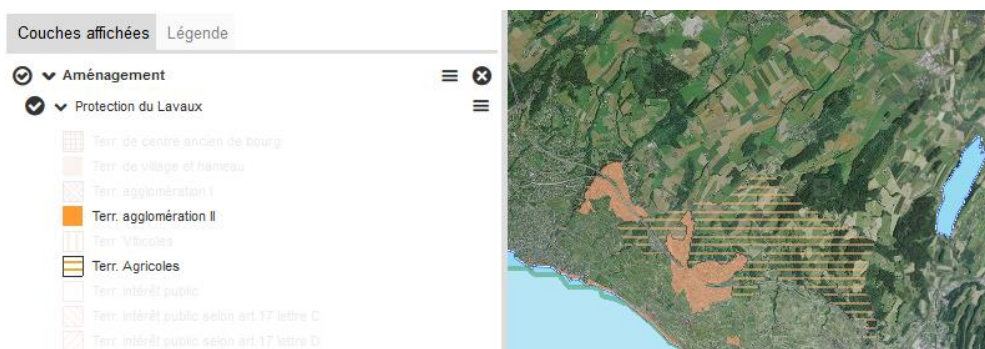 Couches affichées Légende
Aménagement
Protection du Lavaux
Terr. de centre ancien de bourg
Terr. de village et hameau
Terr. agglomération I
Terr. agglomération II
Terr. Viticoles
Terr. Agricoles
Terr. intérêt public
Terr. intérêt public selon art.17 lettre C
Terr. intérêt public selon art.17 lettre D